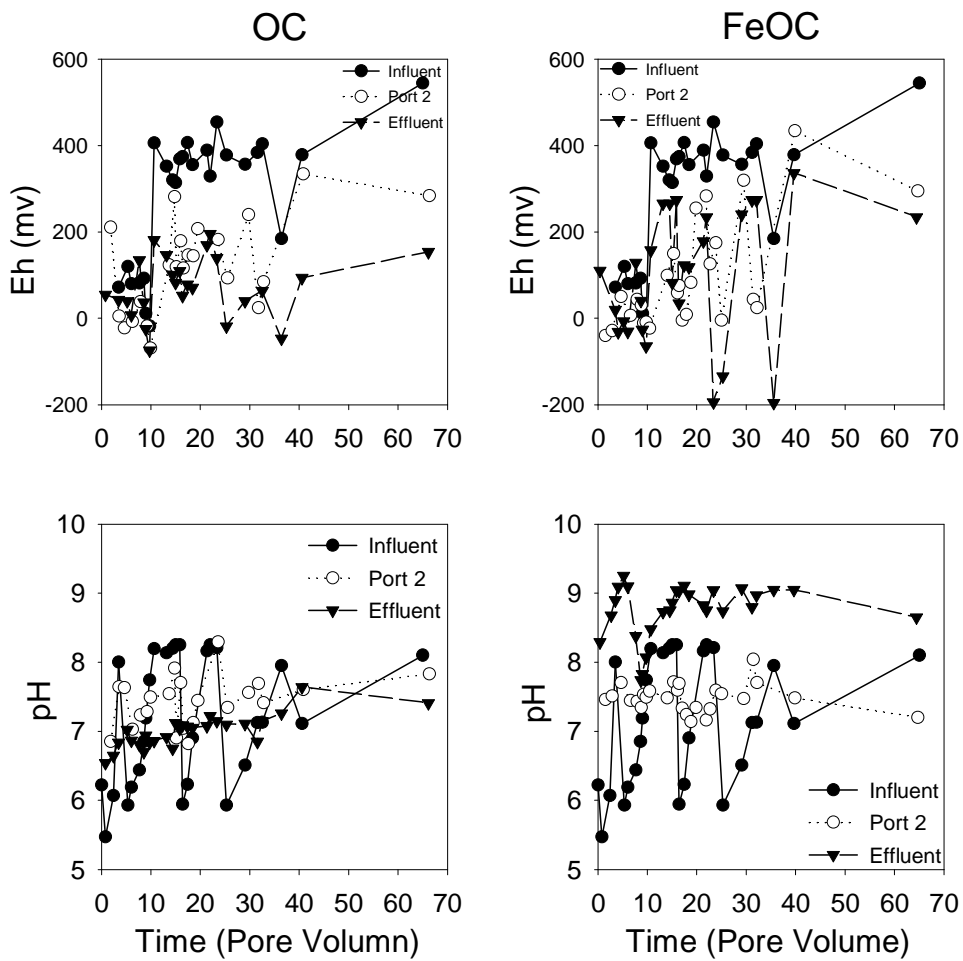 OC
FeOC
600
400
200
0
-200
Eh (mv)
Influent
Port 2
Effluent
0 10 20 30 40 50 60 70
600
400
200
0
-200
Eh (mv)
Influent
Port 2
Effluent
0 10 20 30 40 50 60 70
10
9
8
7
6
5
pH
Influent
Port 2
Effluent
0 10 20 30 40 50 60 70
Time (Pore Volumn)
10
9
8
7
6
5
pH
Influent
Port 2
Effluent
0 10 20 30 40 50 60 70
Time (Pore Volume)